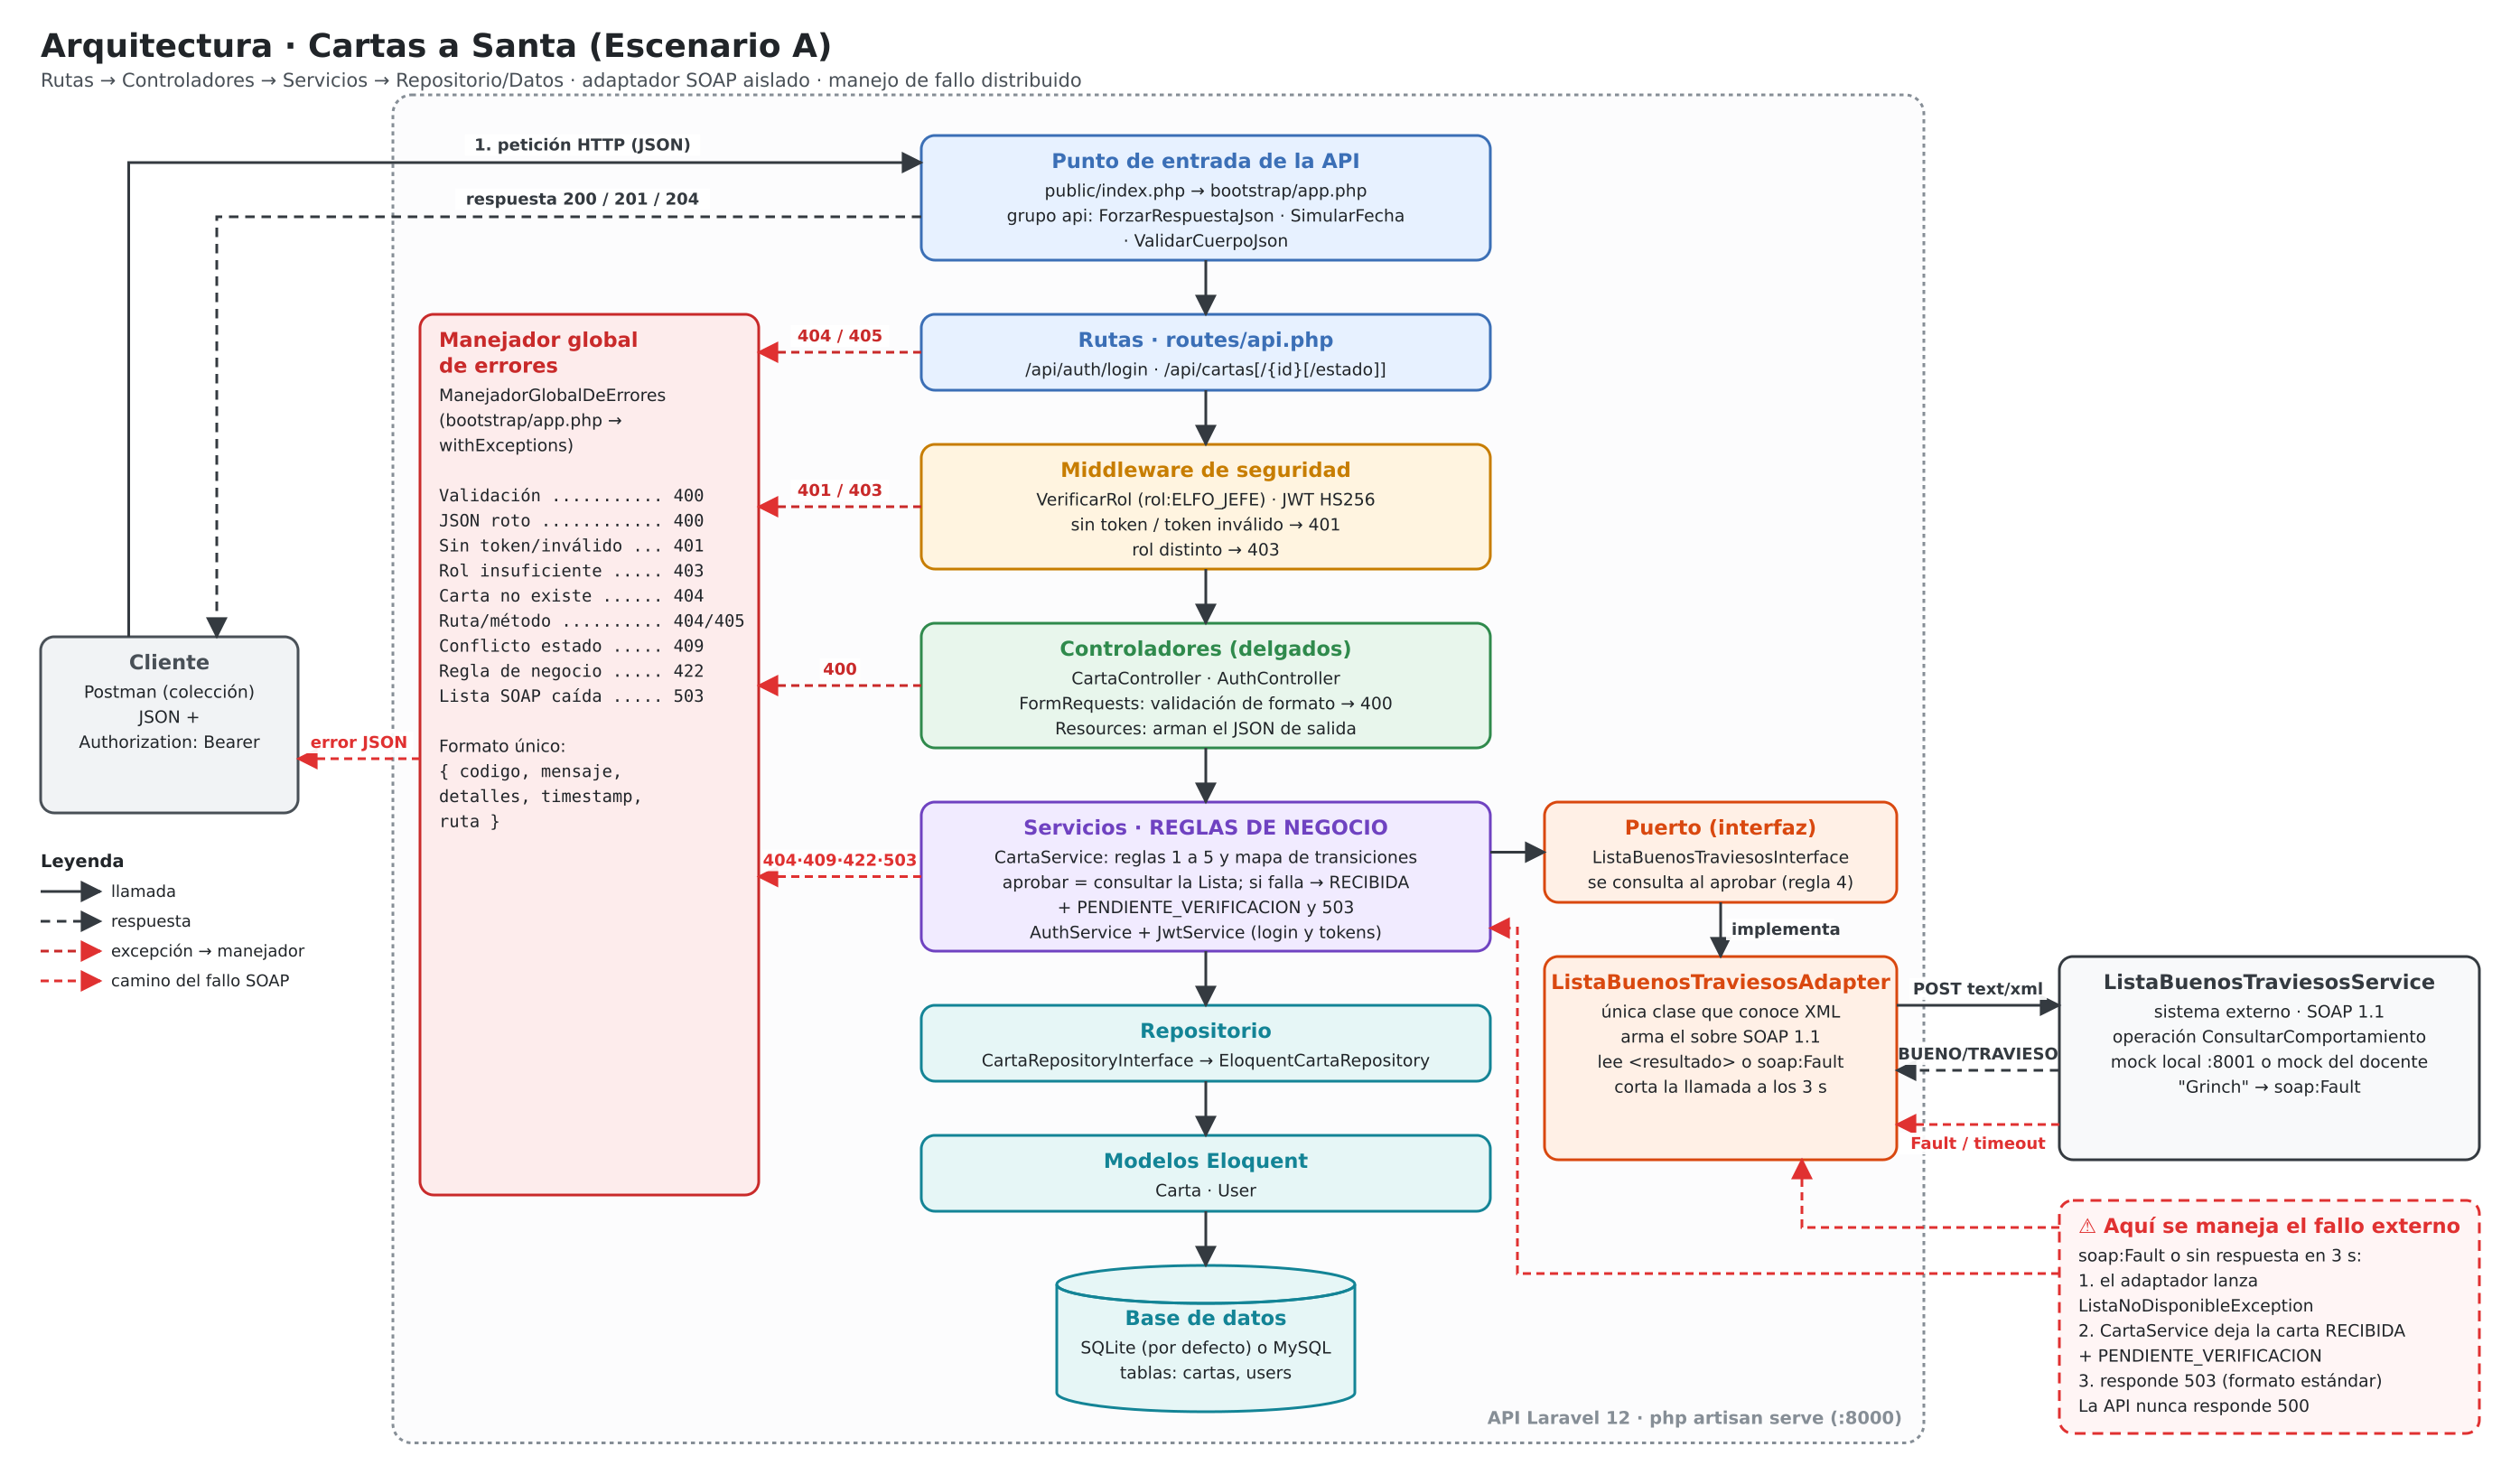 Arquitectura · Cartas a Santa (Escenario A)
Rutas → Controladores → Servicios → Repositorio/Datos · adaptador SOAP aislado · manejo de fallo distribuido
1. petición HTTP (JSON)
respuesta 200 / 201 / 204
Punto de entrada de la API
public/index.php → bootstrap/app.php
grupo api: ForzarRespuestaJson · SimularFecha
· ValidarCuerpoJson
Manejador global
de errores
ManejadorGlobalDeErrores
(bootstrap/app.php →
withExceptions)
Validación ........... 400
JSON roto ............ 400
Sin token/inválido ... 401
Rol insuficiente ..... 403
Carta no existe ...... 404
Ruta/método .......... 404/405
Conflicto estado ..... 409
Regla de negocio ..... 422
Lista SOAP caída ..... 503
Formato único:
{ codigo, mensaje,
detalles, timestamp,
ruta }
404 / 405
Rutas · routes/api.php
/api/auth/login · /api/cartas[/{id}[/estado]]
401 / 403
Middleware de seguridad
VerificarRol (rol:ELFO_JEFE) · JWT HS256
sin token / token inválido → 401
rol distinto → 403
400
Controladores (delgados)
CartaController · AuthController
FormRequests: validación de formato → 400
Resources: arman el JSON de salida
Cliente
Postman (colección)
JSON +
Authorization: Bearer
error JSON
Leyenda
llamada
respuesta
excepción → manejador
camino del fallo SOAP
404·409·422·503
Servicios · REGLAS DE NEGOCIO
CartaService: reglas 1 a 5 y mapa de transiciones
aprobar = consultar la Lista; si falla → RECIBIDA
+ PENDIENTE_VERIFICACION y 503
AuthService + JwtService (login y tokens)
Puerto (interfaz)
ListaBuenosTraviesosInterface
se consulta al aprobar (regla 4)
implementa
ListaBuenosTraviesosAdapter
única clase que conoce XML
arma el sobre SOAP 1.1
lee <resultado> o soap:Fault
corta la llamada a los 3 s
POST text/xml
BUENO/TRAVIESO
Fault / timeout
ListaBuenosTraviesosService
sistema externo · SOAP 1.1
operación ConsultarComportamiento
mock local :8001 o mock del docente
"Grinch" → soap:Fault
Repositorio
CartaRepositoryInterface → EloquentCartaRepository
Modelos Eloquent
Carta · User
Base de datos
SQLite (por defecto) o MySQL
tablas: cartas, users
⚠ Aquí se maneja el fallo externo
soap:Fault o sin respuesta en 3 s:
1. el adaptador lanza
ListaNoDisponibleException
2. CartaService deja la carta RECIBIDA
+ PENDIENTE_VERIFICACION
3. responde 503 (formato estándar)
La API nunca responde 500
API Laravel 12 · php artisan serve (:8000)